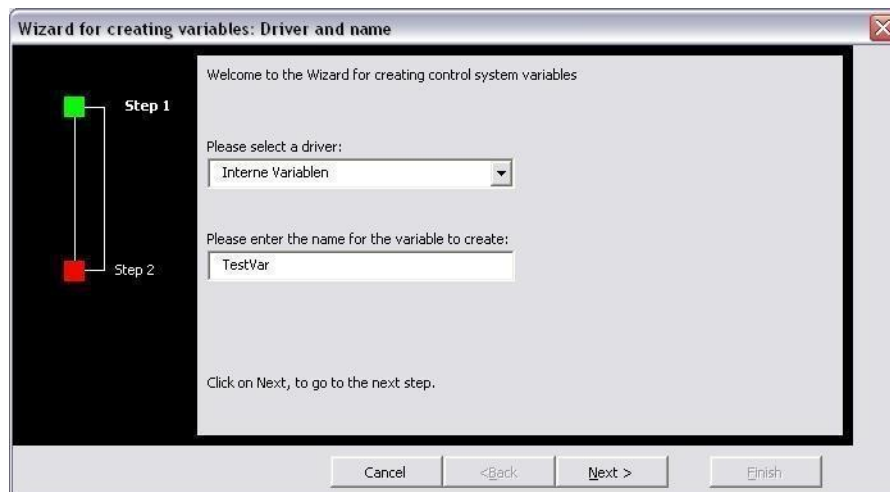 Wizard for creating variables: Driver and name
Welcome to the Wizard for creating control system variables
Step 1
Please select a driver:
Interne Variablen
Please enter the name for the variable to create:
TestVar
Step 2
Click on Next, to go to the next step.
Cancel
<Back
Next >
Finish